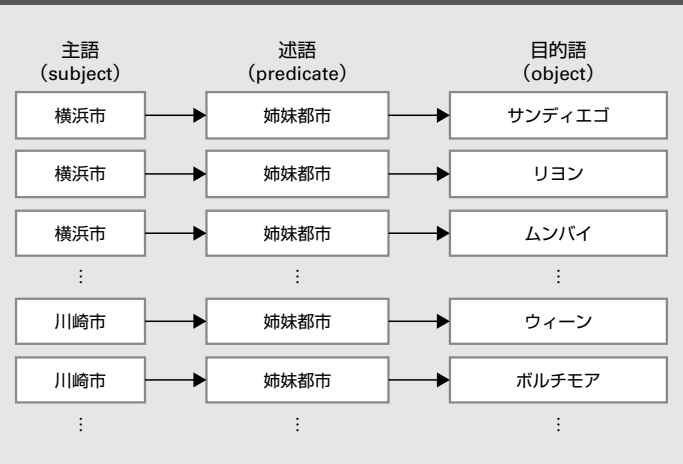 主語 述語 目的語
(subject) (predicate) (object)
横浜市 姉妹都市 サンディエゴ
横浜市 姉妹都市 リヨン
横浜市 姉妹都市 ムンバイ
⋮ ⋮ ⋮
川崎市 姉妹都市 ウィーン
川崎市 姉妹都市 ボルチモア
⋮ ⋮ ⋮